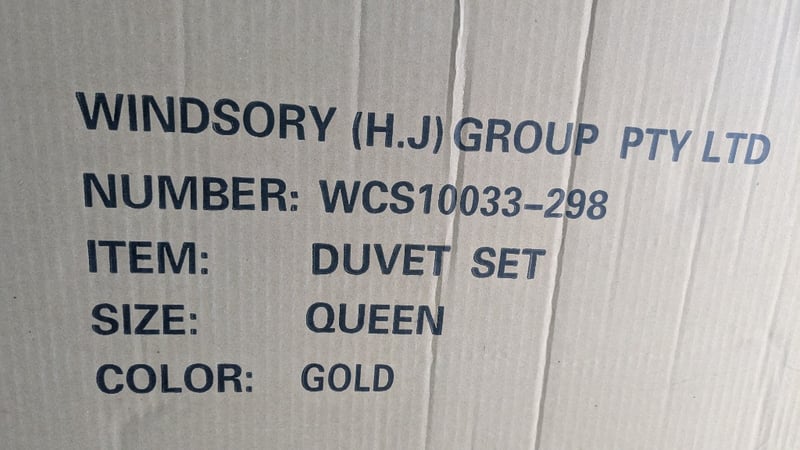 WINDSORY (H.J) GROUP PTY LTD
NUMBER: WCS10033-298
ITEM: DUVET SET
SIZE: QUEEN
COLOR: GOLD